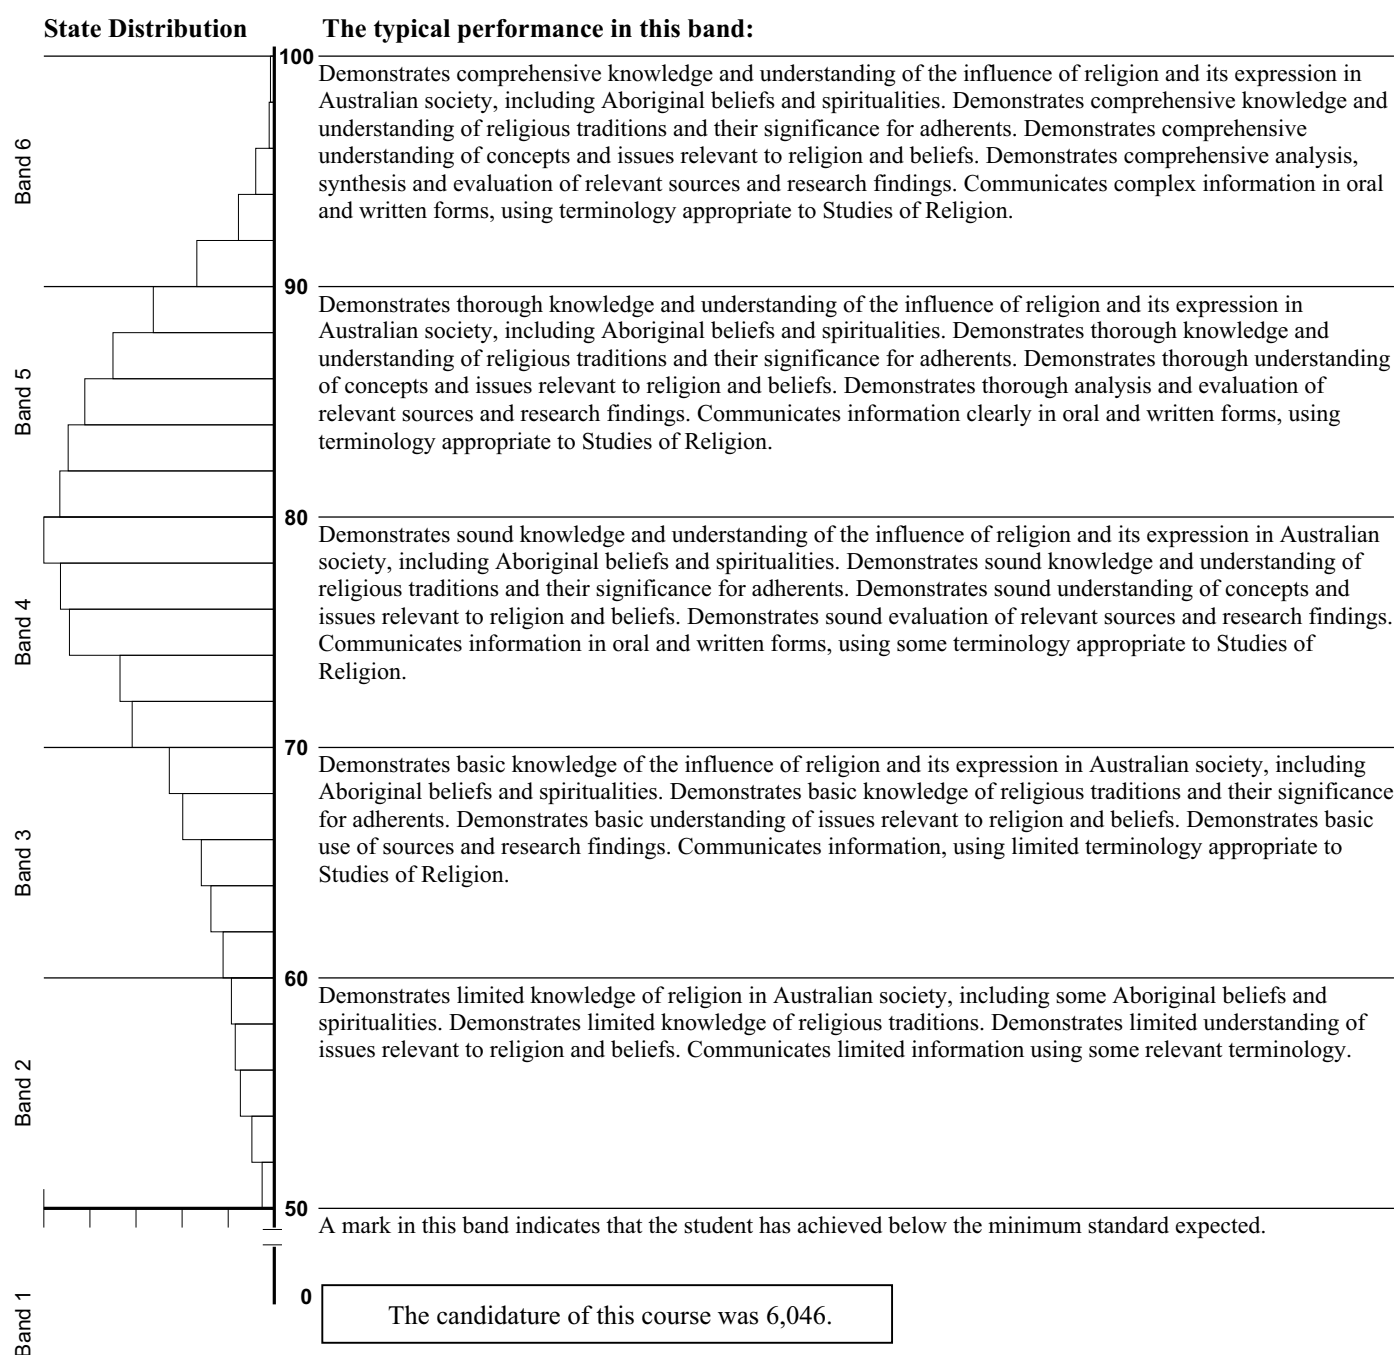 State Distribution
The typical performance in this band:
100
Demonstrates comprehensive knowledge and understanding of the influence of religion and its expression in
Australian society, including Aboriginal beliefs and spiritualities. Demonstrates comprehensive knowledge and
understanding of religious traditions and their significance for adherents. Demonstrates comprehensive
understanding of concepts and issues relevant to religion and beliefs. Demonstrates comprehensive analysis,
synthesis and evaluation of relevant sources and research findings. Communicates complex information in oral
and written forms, using terminology appropriate to Studies of Religion.
Band 6
90
Demonstrates thorough knowledge and understanding of the influence of religion and its expression in
Australian society, including Aboriginal beliefs and spiritualities. Demonstrates thorough knowledge and
understanding of religious traditions and their significance for adherents. Demonstrates thorough understanding
of concepts and issues relevant to religion and beliefs. Demonstrates thorough analysis and evaluation of
relevant sources and research findings. Communicates information clearly in oral and written forms, using
terminology appropriate to Studies of Religion.
Band 5
80
Demonstrates sound knowledge and understanding of the influence of religion and its expression in Australian
society, including Aboriginal beliefs and spiritualities. Demonstrates sound knowledge and understanding of
religious traditions and their significance for adherents. Demonstrates sound understanding of concepts and
issues relevant to religion and beliefs. Demonstrates sound evaluation of relevant sources and research findings.
Communicates information in oral and written forms, using some terminology appropriate to Studies of
Religion.
Band 4
70
Demonstrates basic knowledge of the influence of religion and its expression in Australian society, including
Aboriginal beliefs and spiritualities. Demonstrates basic knowledge of religious traditions and their significance
for adherents. Demonstrates basic understanding of issues relevant to religion and beliefs. Demonstrates basic
use of sources and research findings. Communicates information, using limited terminology appropriate to
Studies of Religion.
Band 3
60
Demonstrates limited knowledge of religion in Australian society, including some Aboriginal beliefs and
spiritualities. Demonstrates limited knowledge of religious traditions. Demonstrates limited understanding of
issues relevant to religion and beliefs. Communicates limited information using some relevant terminology.
Band 2
50
A mark in this band indicates that the student has achieved below the minimum standard expected.
0
Band 1
The candidature of this course was 6,046.